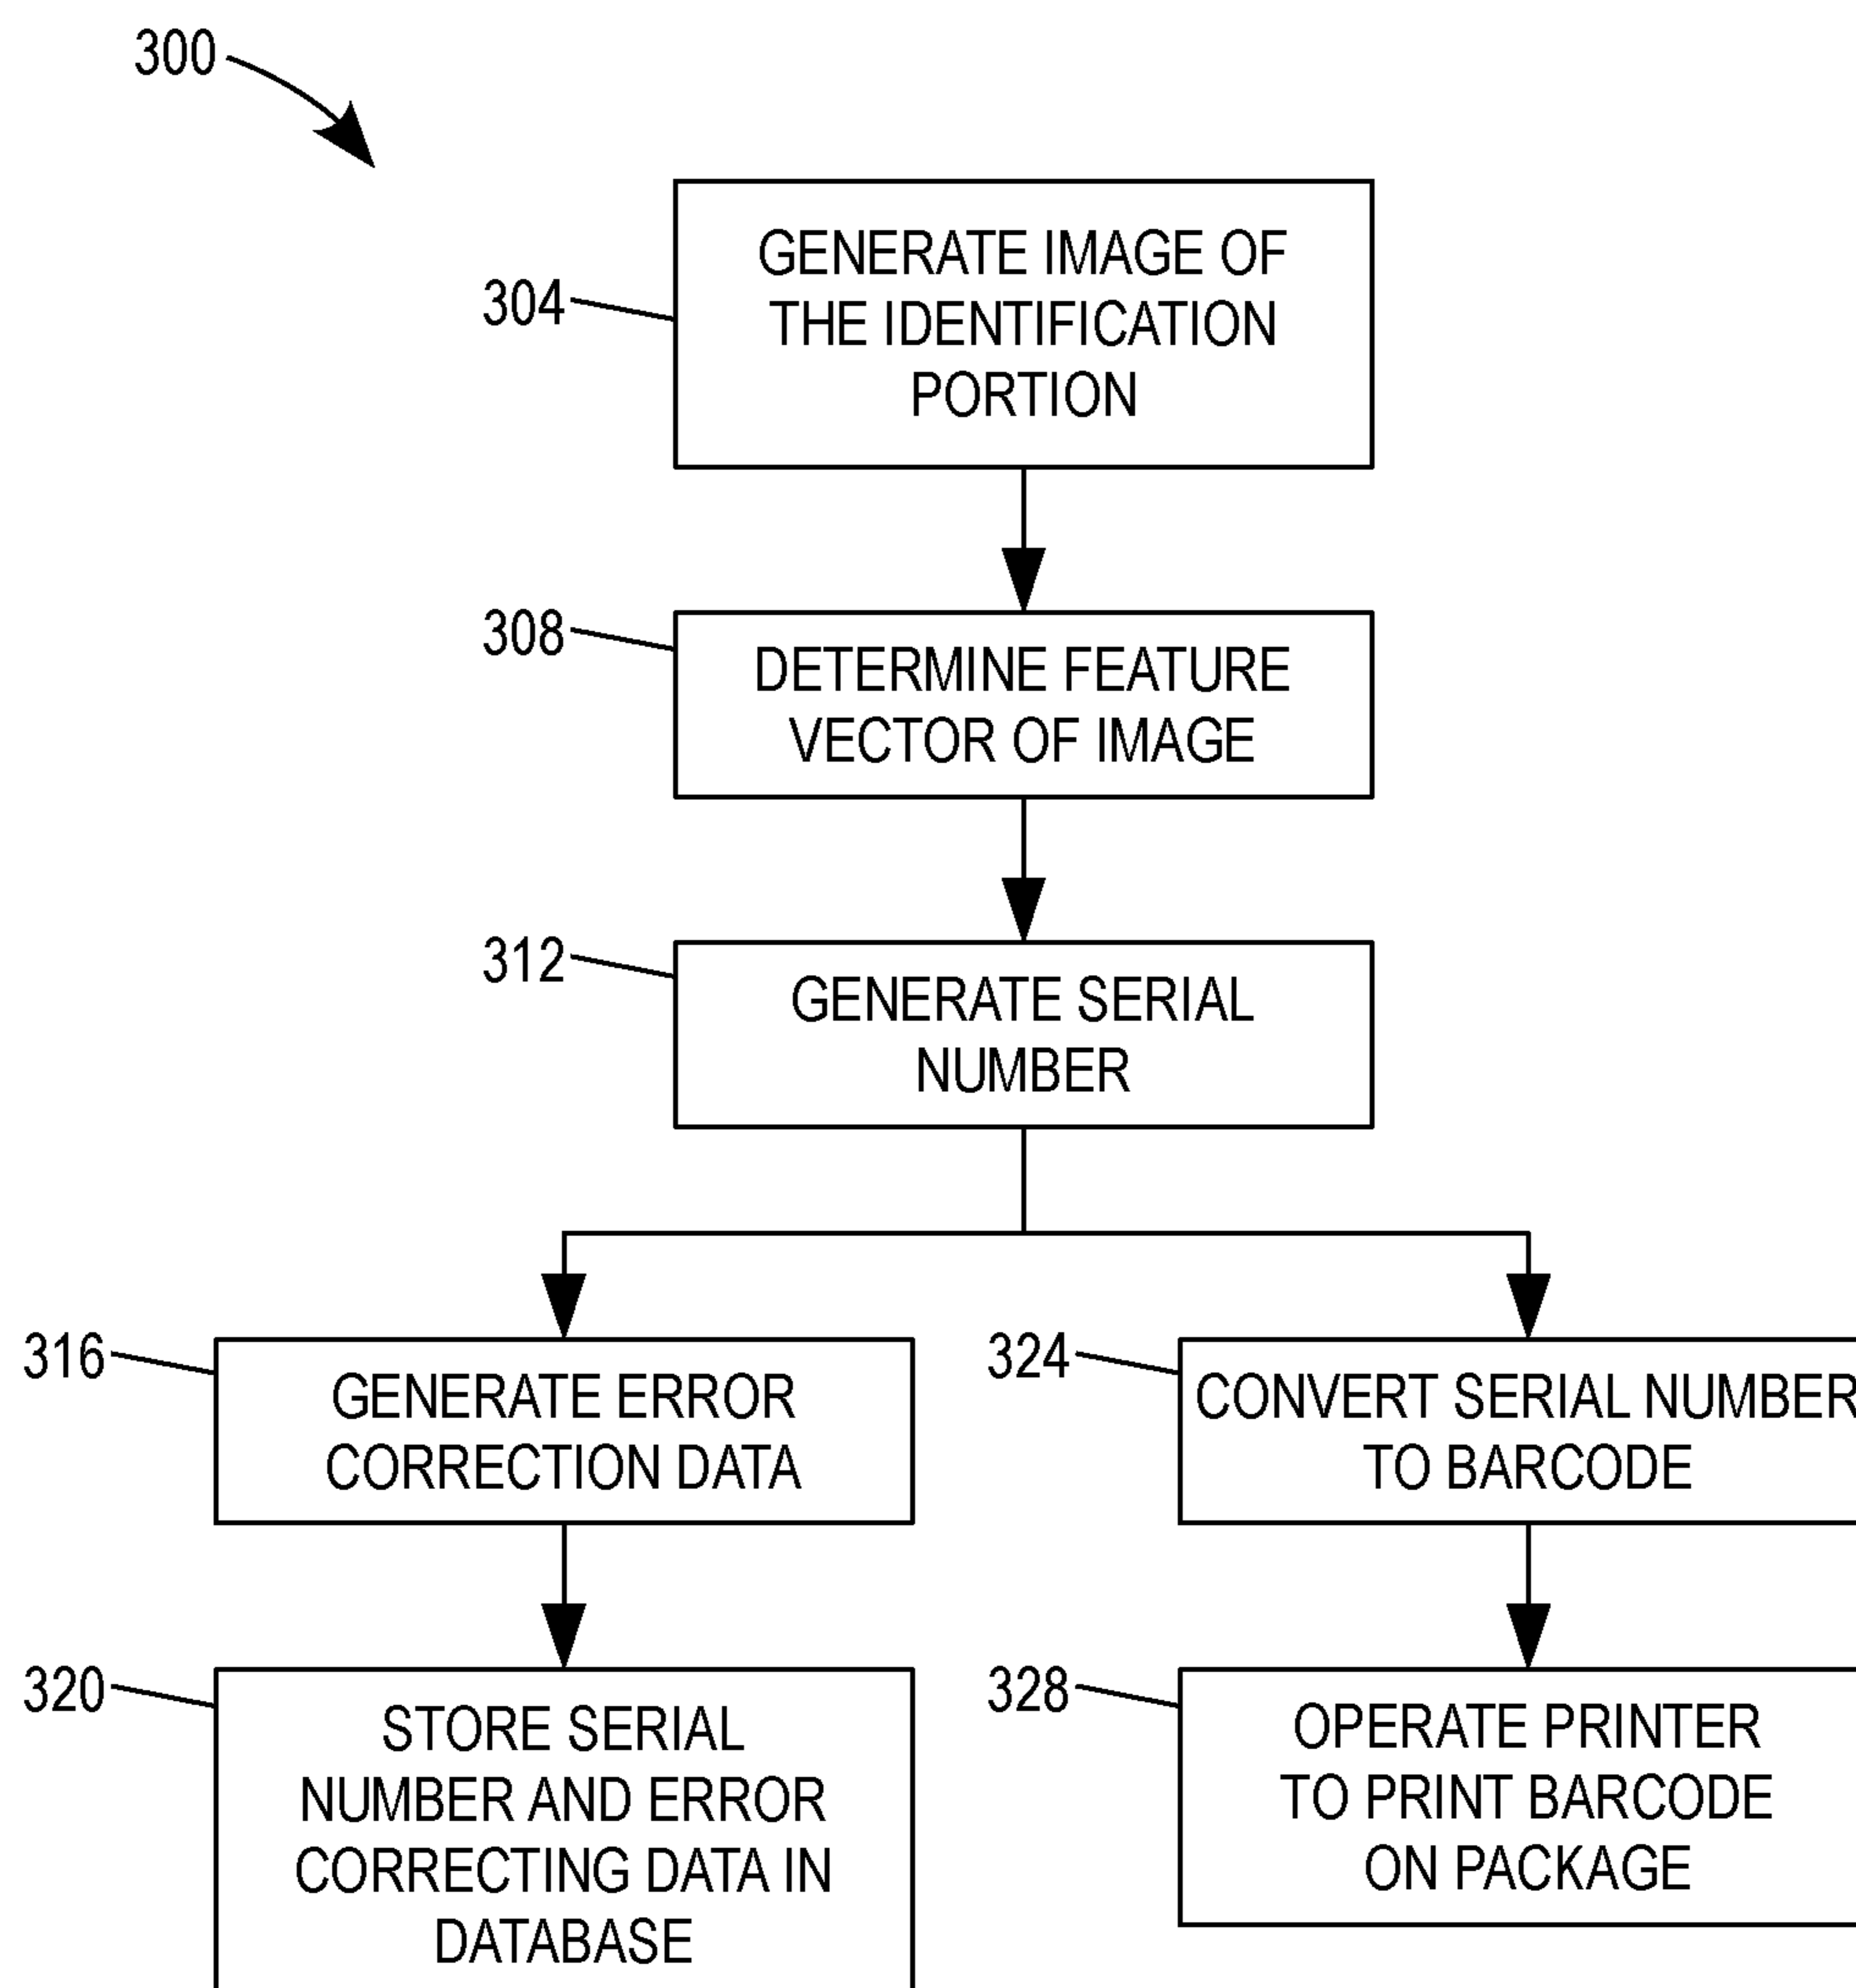 300
304
GENERATE IMAGE OF
THE IDENTIFICATION
PORTION
308
DETERMINE FEATURE
VECTOR OF IMAGE
312
GENERATE SERIAL
NUMBER
316
GENERATE ERROR
CORRECTION DATA
324
CONVERT SERIAL NUMBER
TO BARCODE
320
STORE SERIAL
NUMBER AND ERROR
CORRECTING DATA IN
DATABASE
328
OPERATE PRINTER
TO PRINT BARCODE
ON PACKAGE